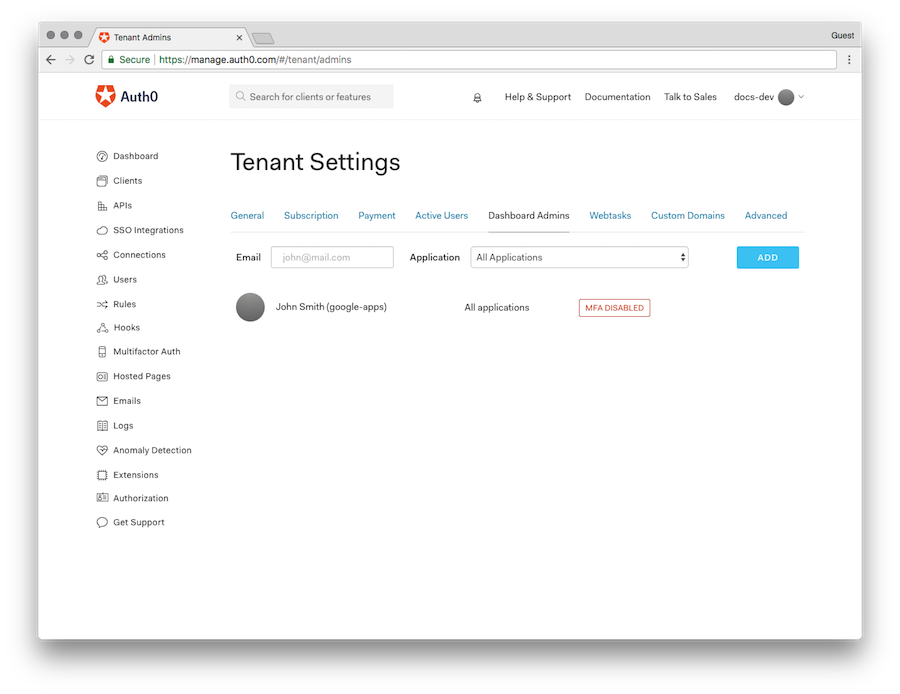 Tenant Admins
Guest
Secure https://manage.auth0.com/#/tenant/admins
Auth0
Search for clients or features
Help & Support Documentation Talk to Sales docs-dev
Dashboard
Clients
APIs
SSO Integrations
Connections
Users
Rules
Hooks
Multifactor Auth
Hosted Pages
Emails
Logs
Anomaly Detection
Extensions
Authorization
Get Support
Tenant Settings
General Subscription Payment Active Users Dashboard Admins Webtasks Custom Domains Advanced
Email john@mail.com Application All Applications ADD
John Smith (google-apps) All applications MFA DISABLED